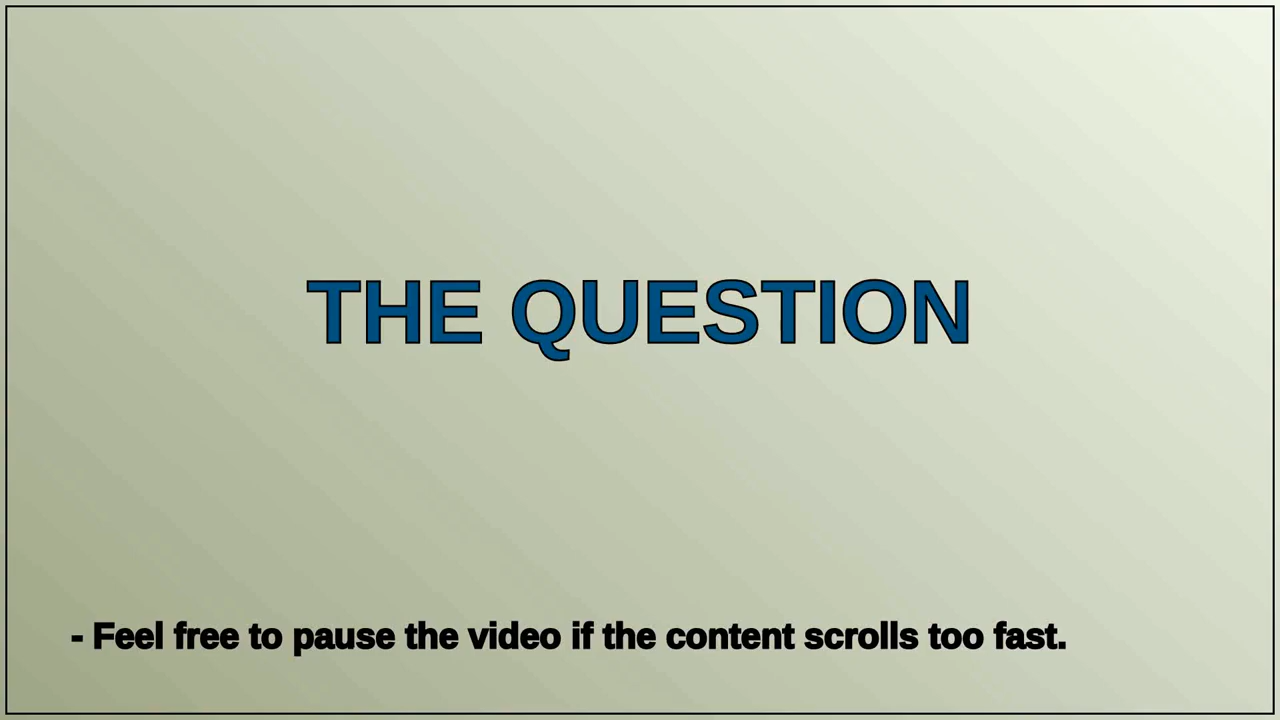 THE QUESTION
- Feel free to pause the video if the content scrolls too fast.